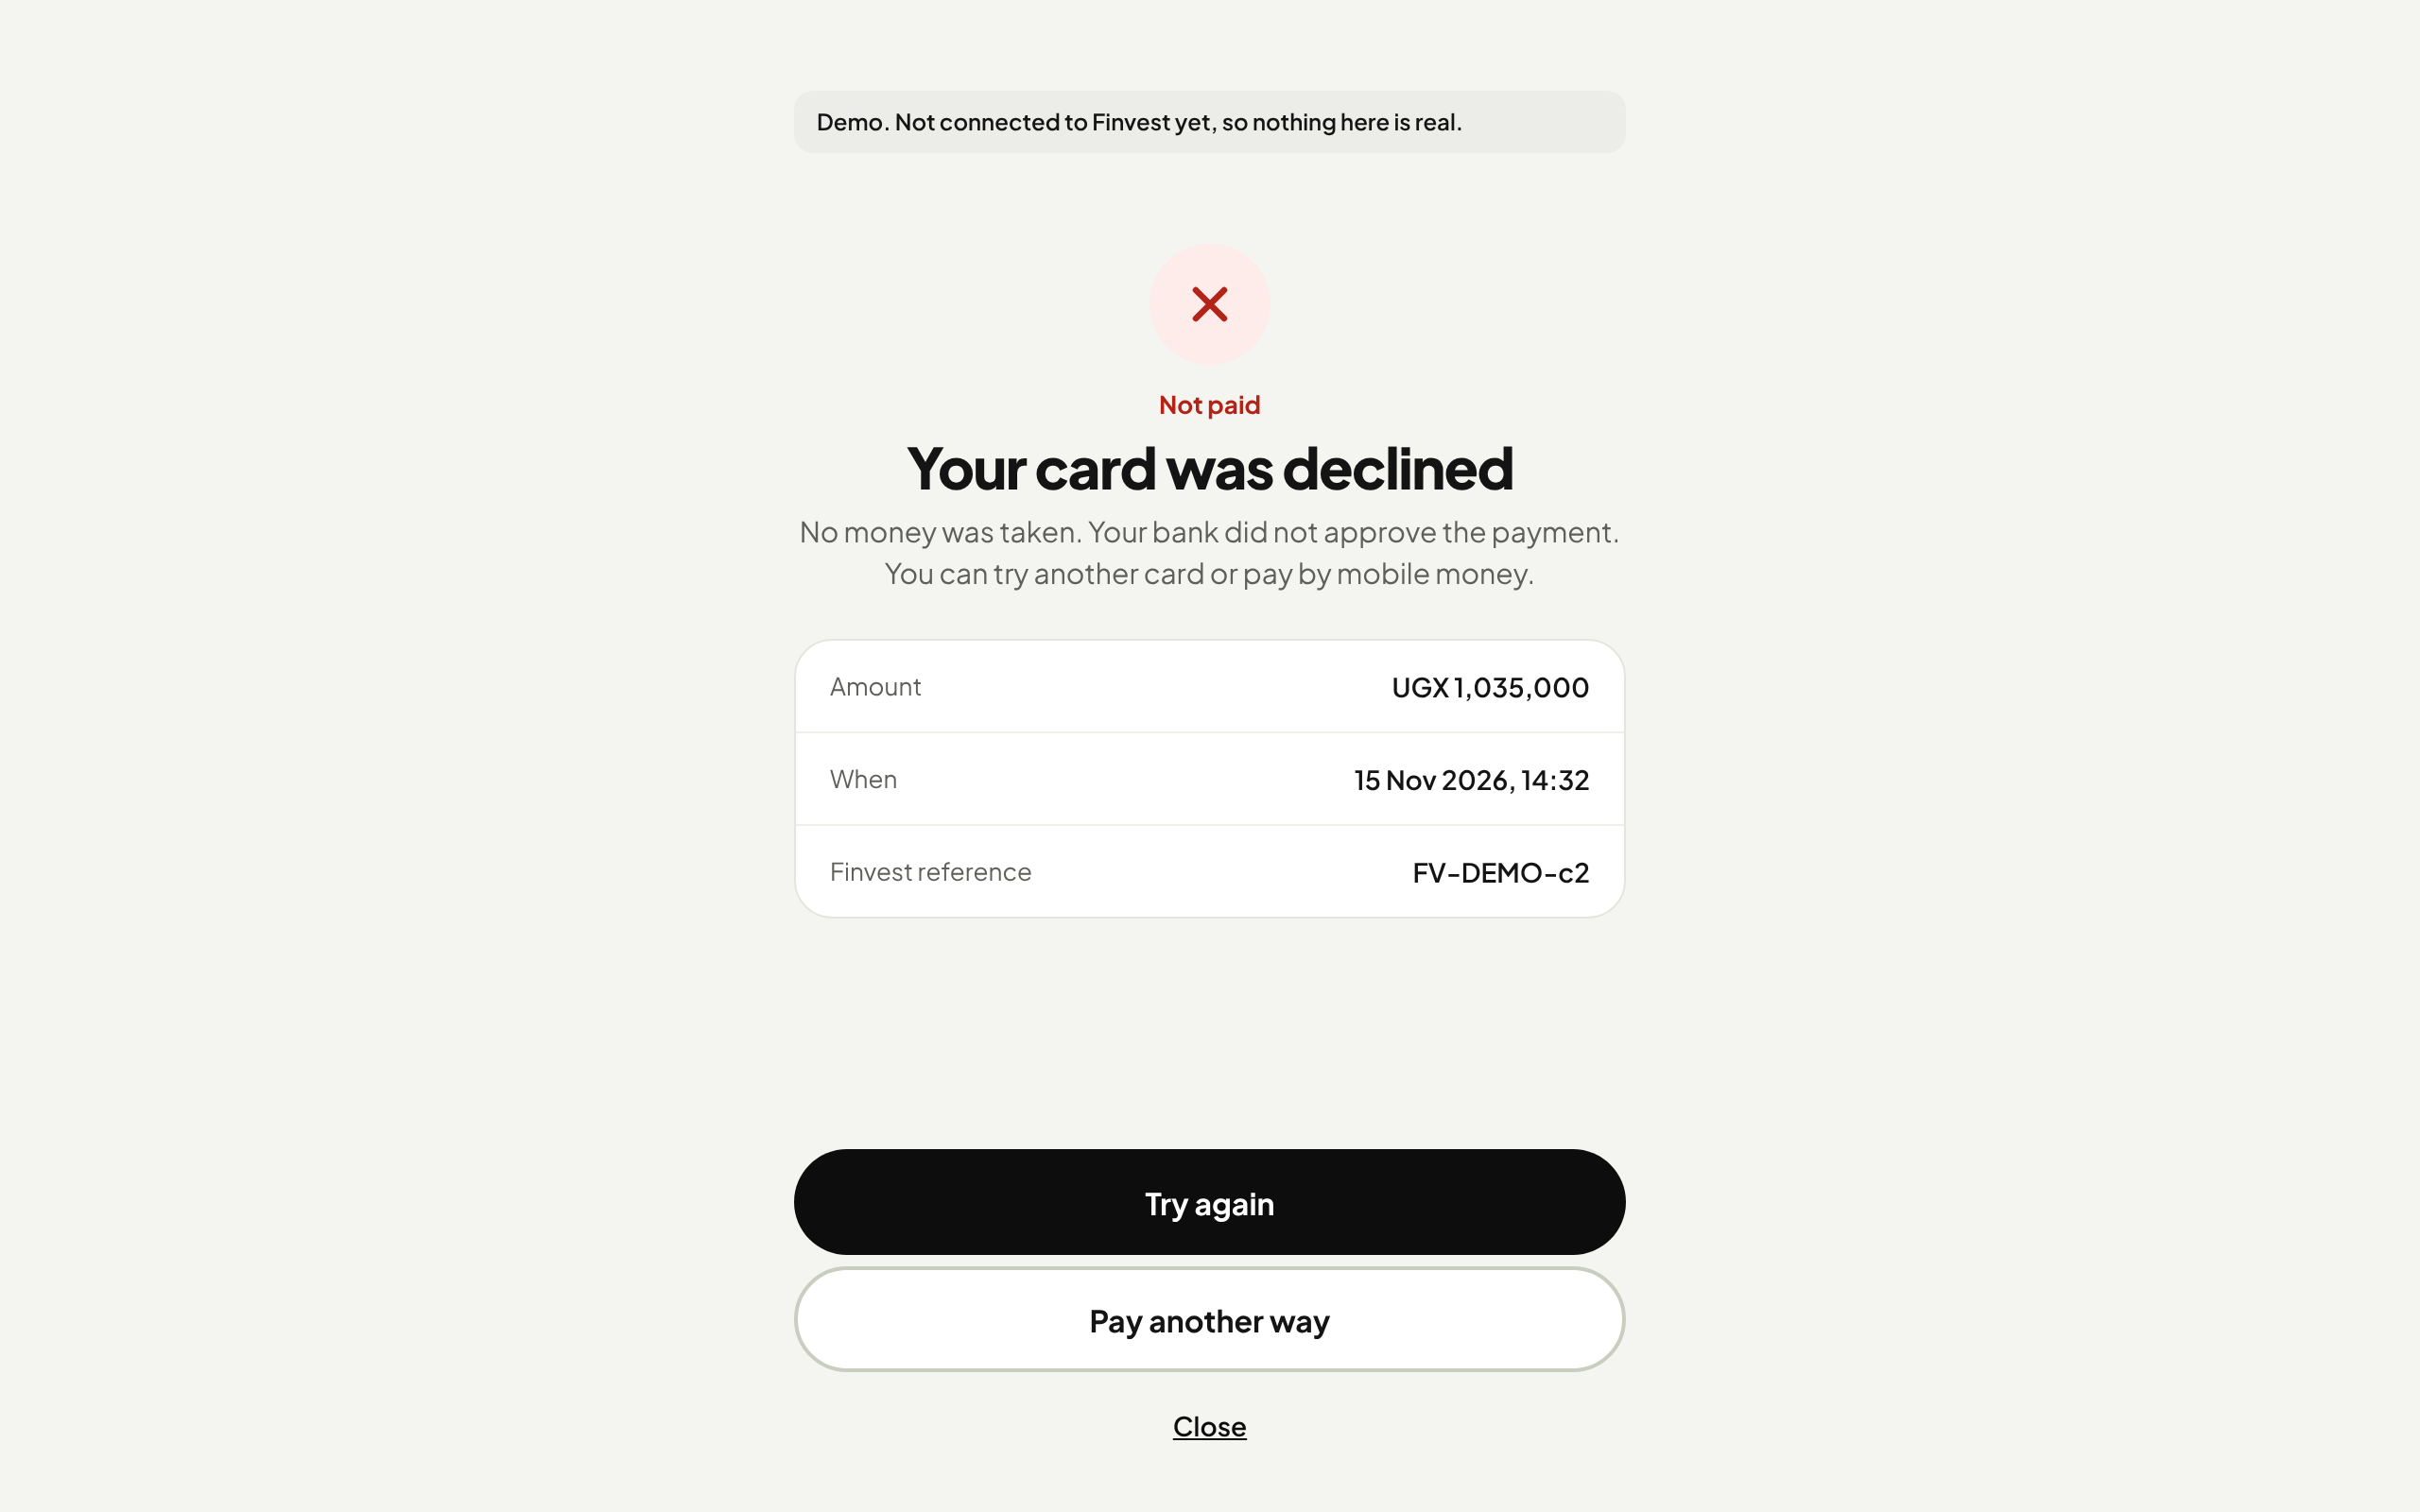 Demo. Not connected to Finvest yet, so nothing here is real.
Not paid
Your card was declined
No money was taken. Your bank did not approve the payment.
You can try another card or pay by mobile money.
Amount UGX 1,035,000
When 15 Nov 2026, 14:32
Finvest reference FV-DEMO-c2
Try again
Pay another way
Close